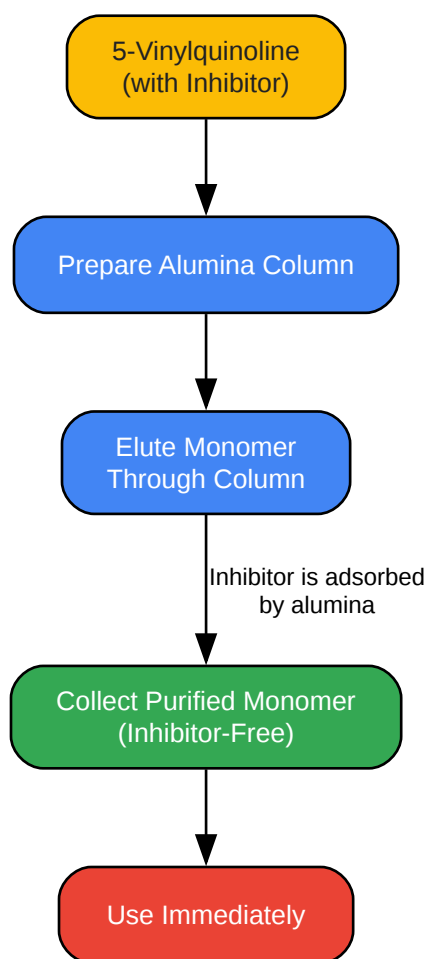 5-Vinylquinoline
(with Inhibitor)
Prepare Alumina Column
Elute Monomer
Through Column
Inhibitor is adsorbed
by alumina
Collect Purified Monomer
(Inhibitor-Free)
Use Immediately